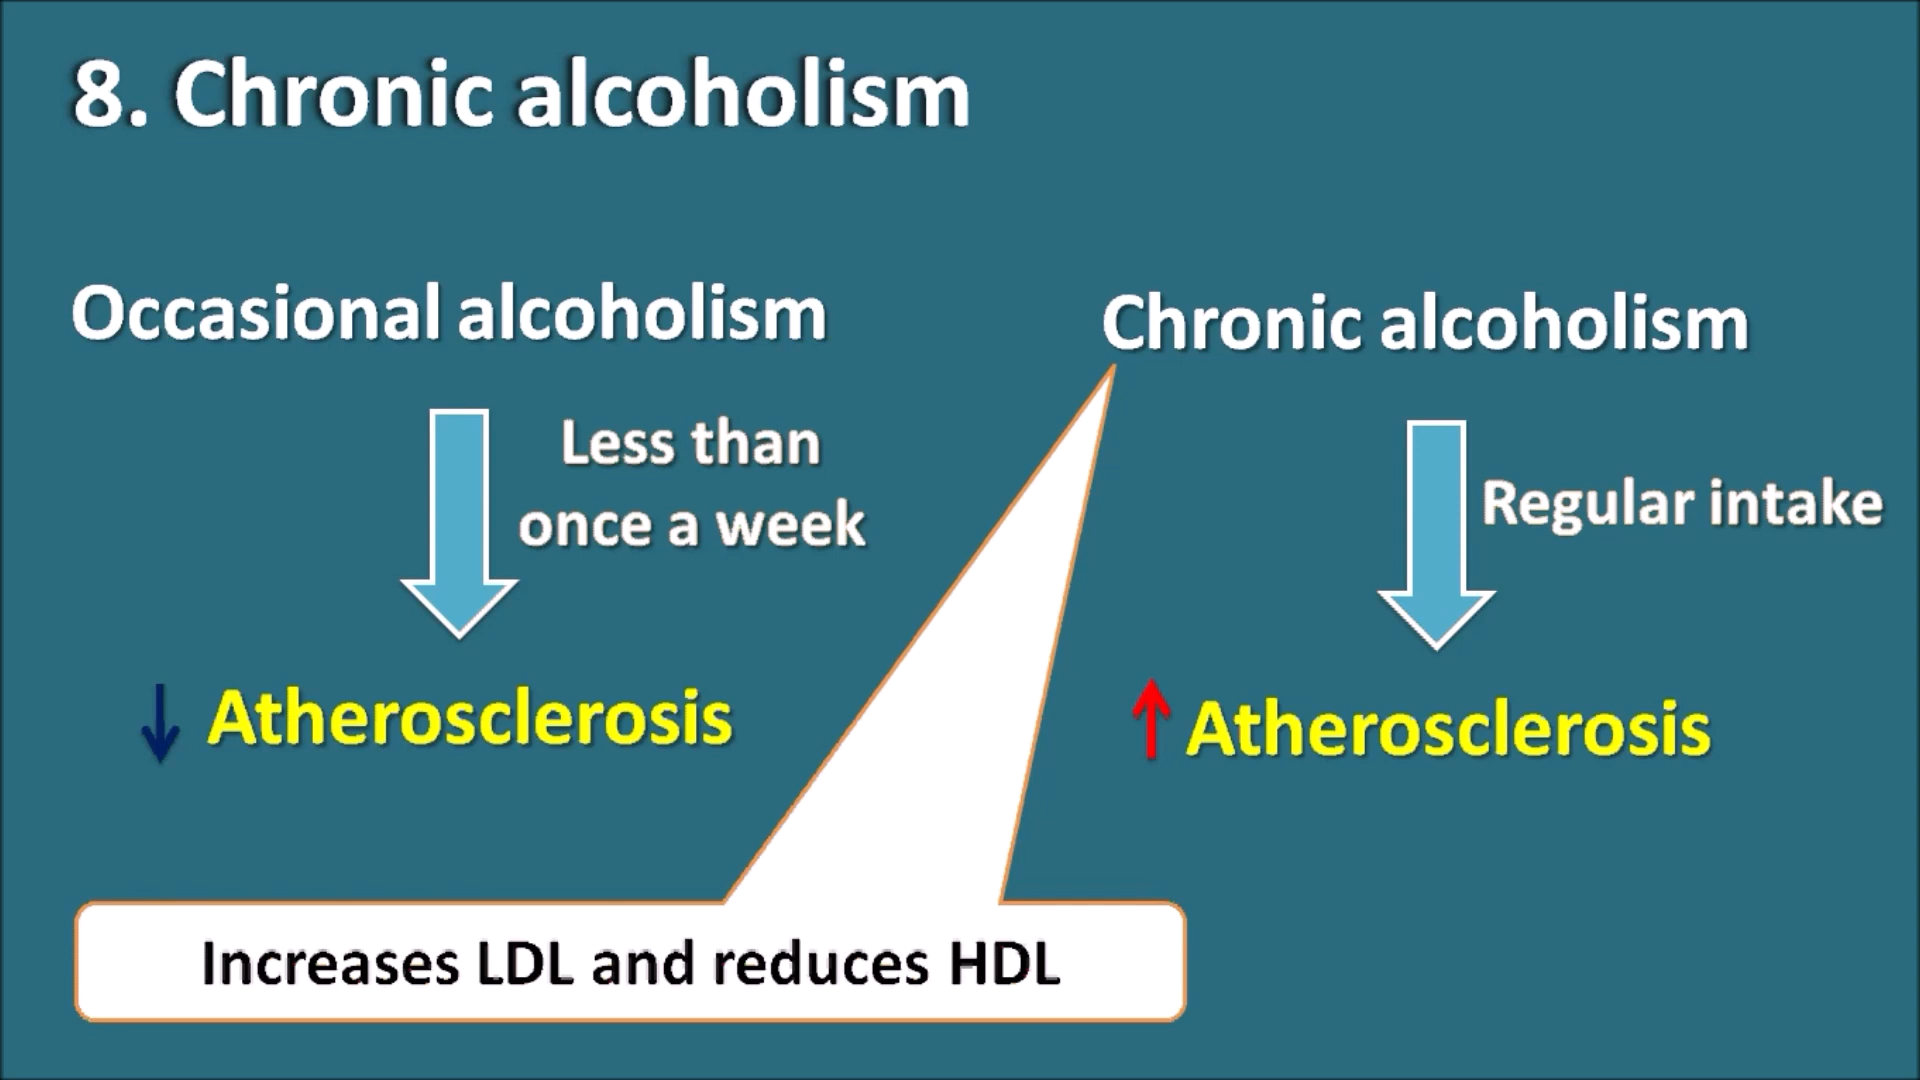 8. Chronic alcoholism
Occasional alcoholism
Less than
once a week
↓ Atherosclerosis
Chronic alcoholism
Regular intake
↑ Atherosclerosis
Increases LDL and reduces HDL